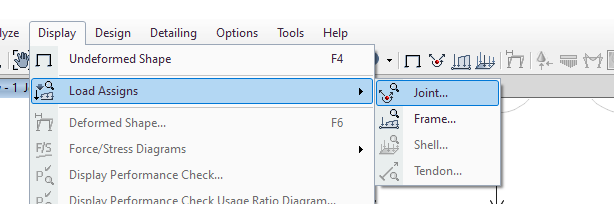 lyze Display Design Detailing Options Tools Help
Undeformed Shape F4
- 1 J
Load Assigns
Joint...
Deformed Shape... F6
Frame...
Force/Stress Diagrams
Shell...
Display Performance Check...
Tendon...
Display Performance Check Usage Ratio Diagram...